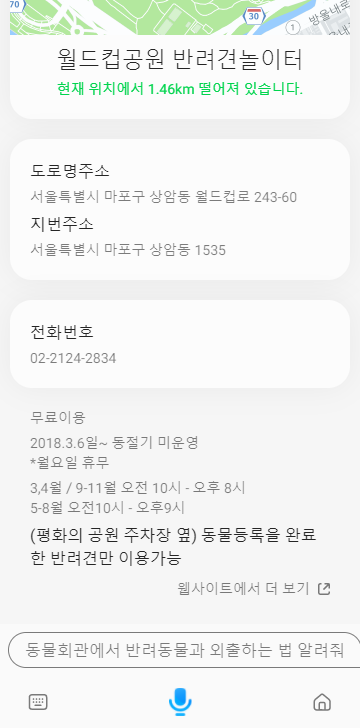 70
30
방울내로
1
월드컵공원 반려견놀이터
현재 위치에서 1.46km 떨어져 있습니다.
도로명주소
서울특별시 마포구 상암동 월드컵로 243-60
지번주소
서울특별시 마포구 상암동 1535
전화번호
02-2124-2834
무료이용
2018.3.6일~ 동절기 미운영
*월요일 휴무
3,4월 / 9-11월 오전 10시 - 오후 8시
5-8월 오전10시 - 오후9시
(평화의 공원 주차장 옆) 동물등록을 완료
한 반려견만 이용가능
웹사이트에서 더 보기
동물회관에서 반려동물과 외출하는 법 알려줘